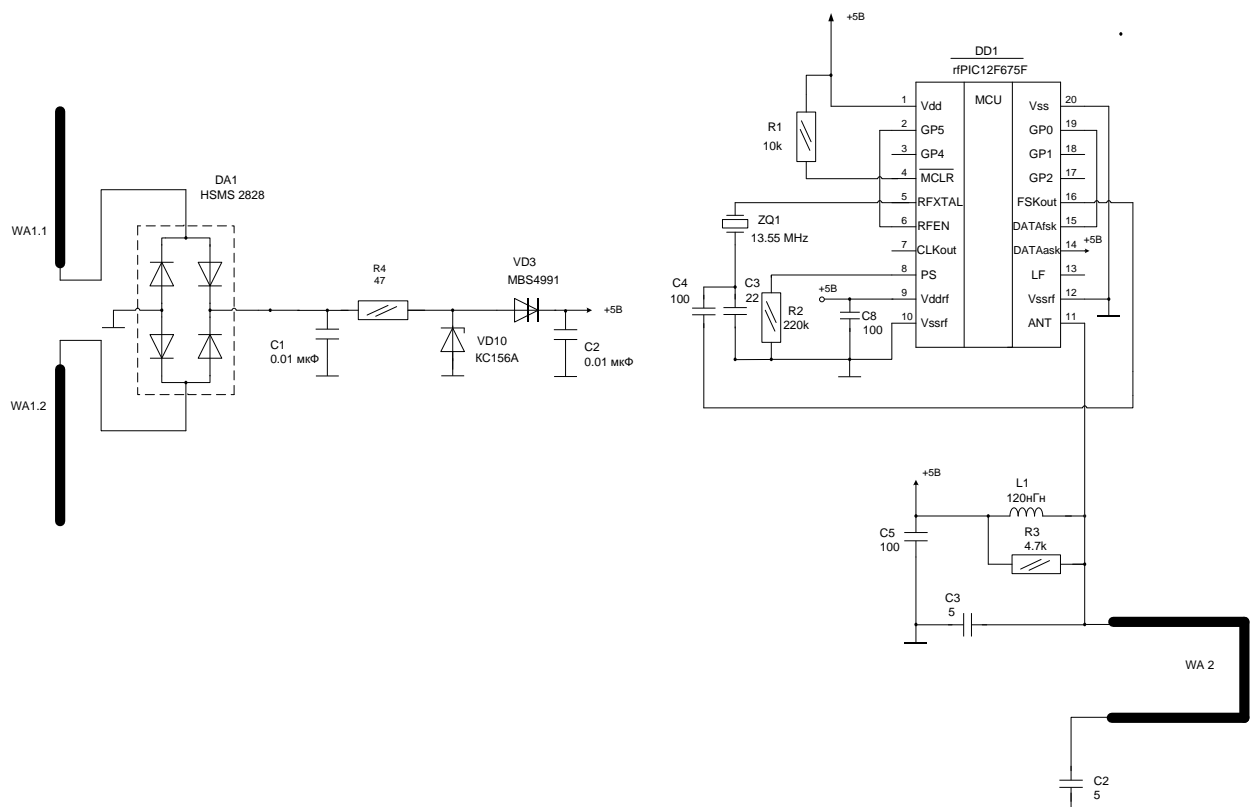 +5В
DD1
rfPIC12F675F
MCU
1 Vdd
2 GP5
3 GP4
4 MCLR
5 RFXTAL
6 RFEN
7 CLKout
8 PS
9 Vddrf
10 Vssrf
Vss 20
GP0 19
GP1 18
GP2 17
FSKout 16
DATAfsk 15
DATAask 14
+5В
LF 13
Vssrf 12
ANT 11
R1
10k
ZQ1
13.55 MHz
C4
100
C3
22
R2
220k
+5В
C8
100
DA1
HSMS 2828
WA1.1
WA1.2
R4
47
VD3
MBS4991
+5В
C1
0.01 мкФ
VD10
КС156А
C2
0.01 мкФ
+5В
L1
120нГн
R3
4.7k
C5
100
C3
5
WA 2
C2
5